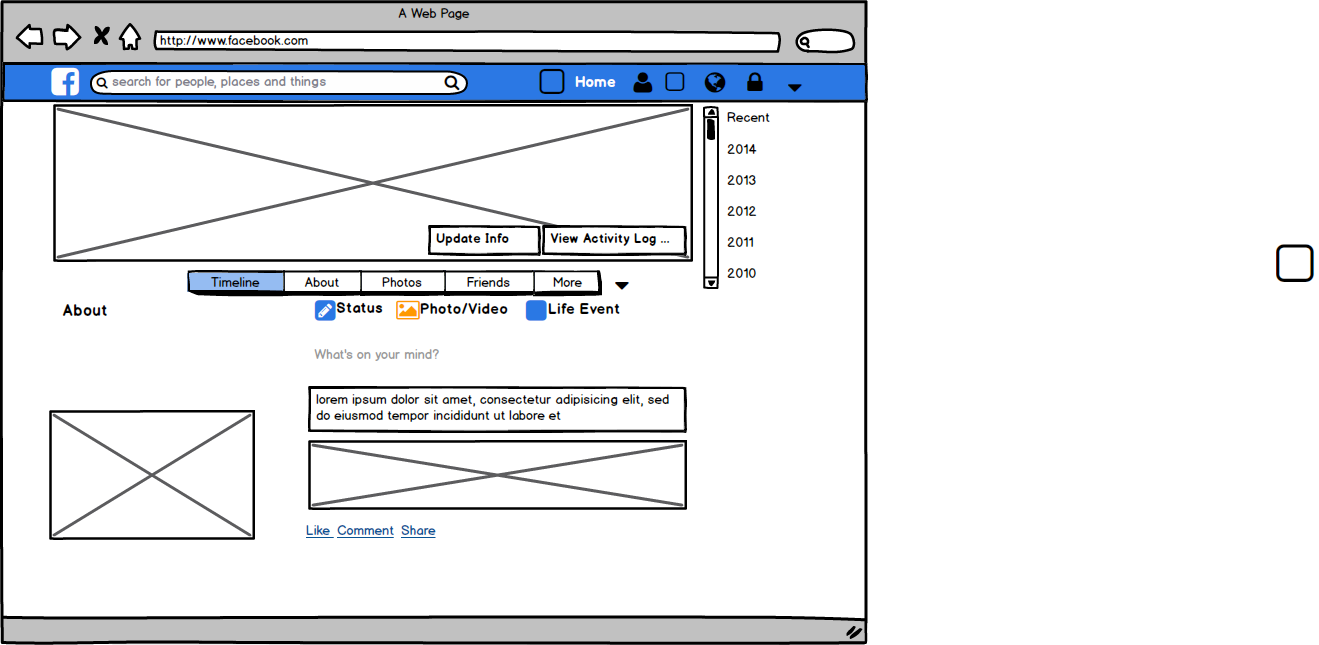 A Web Page
http://www.facebook.com
f
search for people, places and things
Home
Recent
2014
2013
2012
2011
2010
Update Info
View Activity Log ...
Timeline
About
Photos
Friends
More
About
Status
Photo/Video
Life Event
What's on your mind?
lorem ipsum dolor sit amet, consectetur adipisicing elit, sed
do eiusmod tempor incididunt ut labore et
Like Comment Share